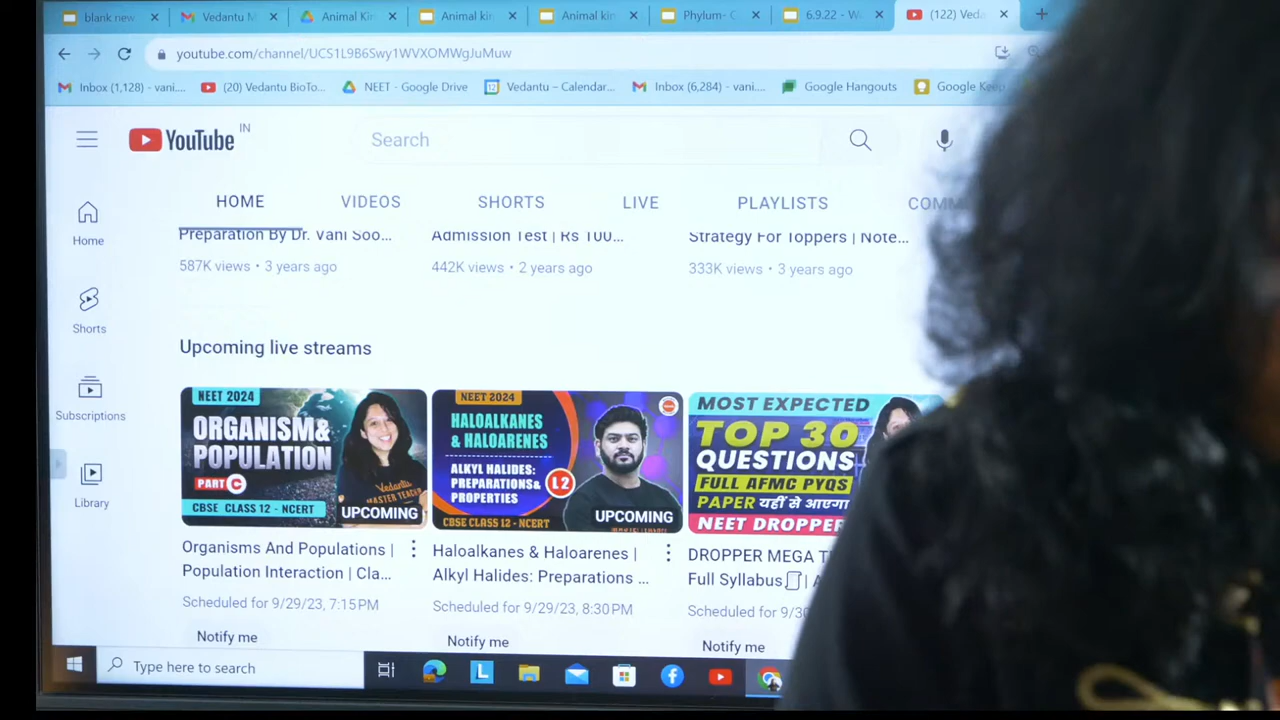 blank new
Vedantu M
Animal Kin
Animal kin
Animal kin
Phylum- C
6.9.22 - W
(122) Veda
youtube.com/channel/UCS1L9B6Swy1WVXOMWgJuMuw
Inbox (1,128) - vani....
(20) Vedantu BioTo...
NEET - Google Drive
Vedantu – Calendar...
Inbox (6,284) - vani....
Google Hangouts
Google Keep
YouTube
IN
Search
HOME
VIDEOS
SHORTS
LIVE
PLAYLISTS
COMM
Preparation By Dr. Vani Soo...
587K views • 3 years ago
Admission Test | Rs 100...
442K views • 2 years ago
Strategy For Toppers | Note...
333K views • 3 years ago
Home
Shorts
Subscriptions
Library
Upcoming live streams
NEET 2024
ORGANISM&
POPULATION
PART C
Vedantu
MASTER TEACH
CBSE CLASS 12 - NCERT
UPCOMING
Organisms And Populations |
Population Interaction | Cla...
Scheduled for 9/29/23, 7:15 PM
Notify me
NEET 2024
HALOALKANES
& HALOARENES
ALKYL HALIDES:
PREPARATIONS&
PROPERTIES
L2
CBSE CLASS 12 - NCERT
UPCOMING
Haloalkanes & Haloarenes |
Alkyl Halides: Preparations ...
Scheduled for 9/29/23, 8:30 PM
Notify me
MOST EXPECTED
TOP 30
QUESTIONS
FULL AFMC PYQS
PAPER यहीं से आएगा
NEET DROPPER
DROPPER MEGA T
Full Syllabus | A
Scheduled for 9/30
Notify me
Type here to search
L